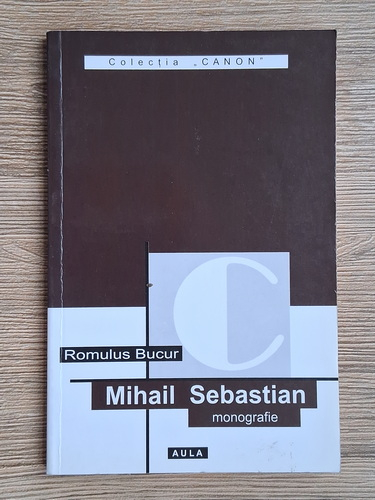 Colecția „CANON”
C
Romulus Bucur
Mihail Sebastian
monografie
AULA